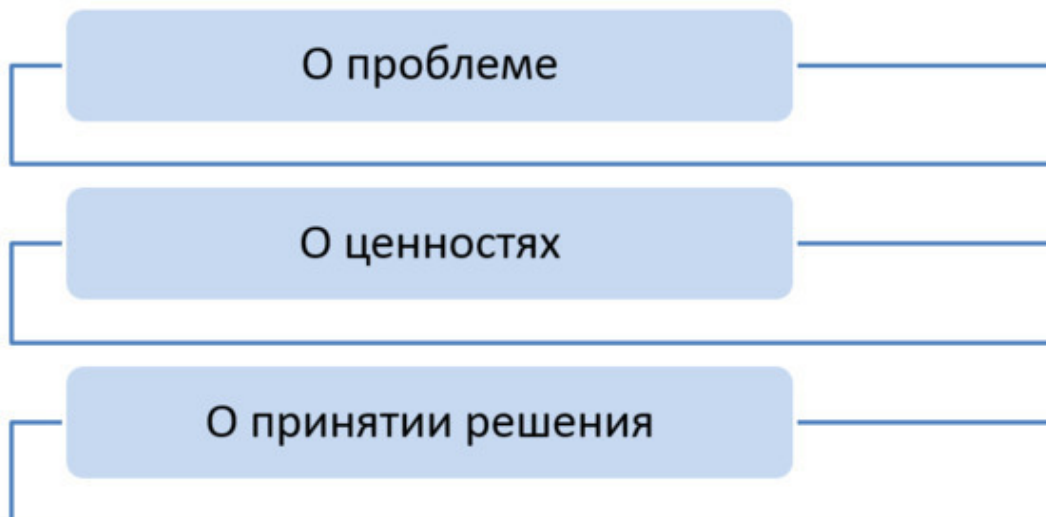 О проблеме
О ценностях
О принятии решения